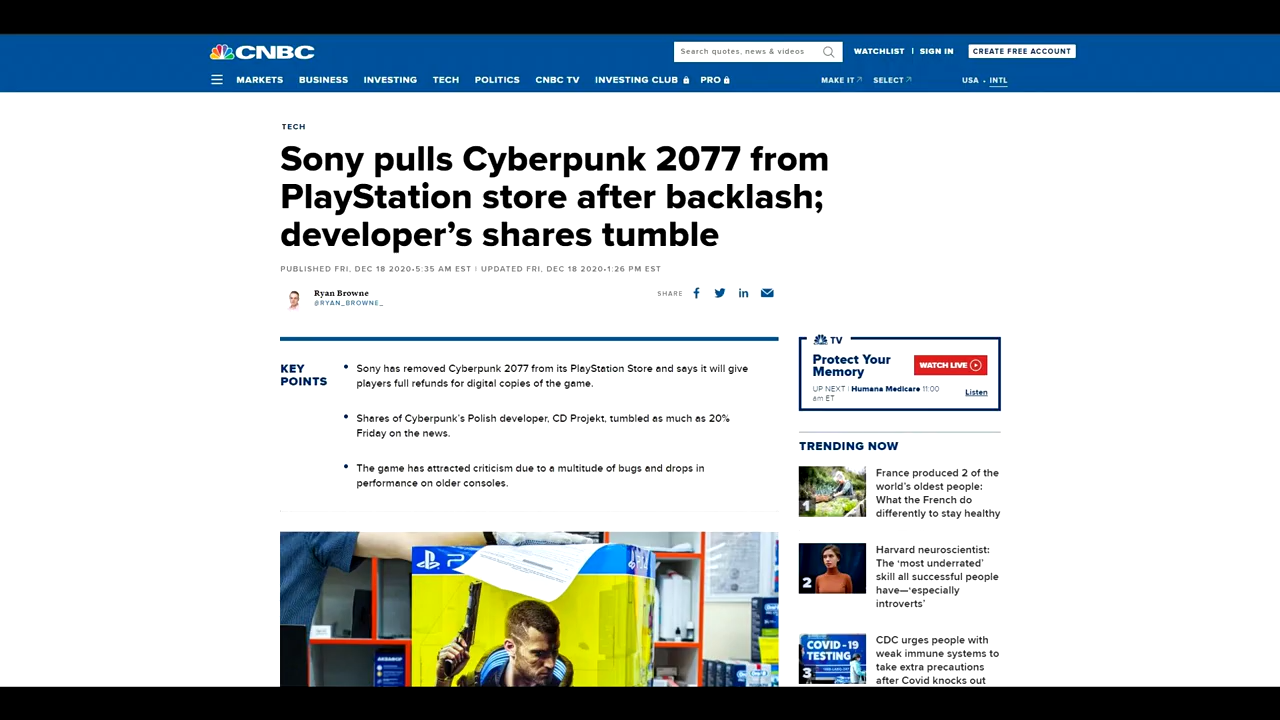 CNBC
Search quotes, news & videos
WATCHLIST | SIGN IN
CREATE FREE ACCOUNT
MARKETS BUSINESS INVESTING TECH POLITICS CNBC TV INVESTING CLUB PRO
MAKE IT SELECT
USA • INTL
TECH
Sony pulls Cyberpunk 2077 from
PlayStation store after backlash;
developer’s shares tumble
PUBLISHED FRI, DEC 18 2020•5:35 AM EST | UPDATED FRI, DEC 18 2020•1:26 PM EST
Ryan Browne
@RYAN_BROWNE_
SHARE
KEY
POINTS
• Sony has removed Cyberpunk 2077 from its PlayStation Store and says it will give
players full refunds for digital copies of the game.
• Shares of Cyberpunk’s Polish developer, CD Projekt, tumbled as much as 20%
Friday on the news.
• The game has attracted criticism due to a multitude of bugs and drops in
performance on older consoles.
TV
Protect Your
Memory
WATCH LIVE
UP NEXT | Humana Medicare 11:00
am ET
Listen
TRENDING NOW
1
France produced 2 of the
world’s oldest people:
What the French do
differently to stay healthy
2
Harvard neuroscientist:
The ‘most underrated’
skill all successful people
have—‘especially
introverts’
COVID-19
TESTING
3
CDC urges people with
weak immune systems to
take extra precautions
after Covid knocks out